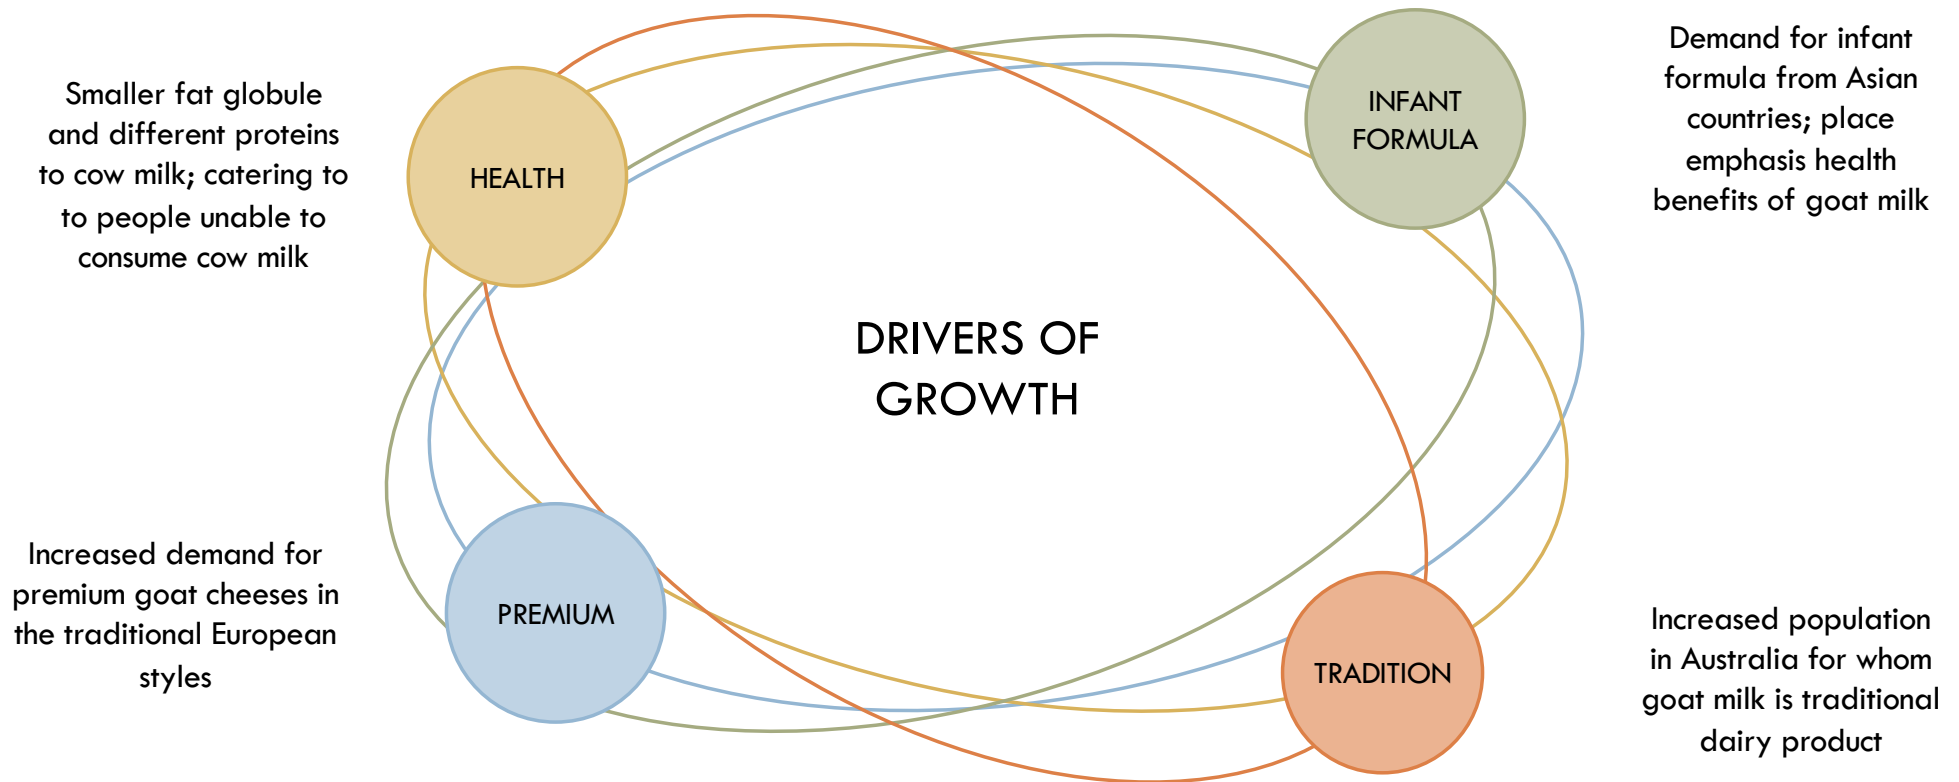 Smaller fat globule
and different proteins
to cow milk; catering to
to people unable to
consume cow milk
HEALTH
INFANT
FORMULA
Demand for infant
formula from Asian
countries; place
emphasis health
benefits of goat milk
DRIVERS OF
GROWTH
Increased demand for
premium goat cheeses in
the traditional European
styles
PREMIUM
TRADITION
Increased population
in Australia for whom
goat milk is traditional
dairy product